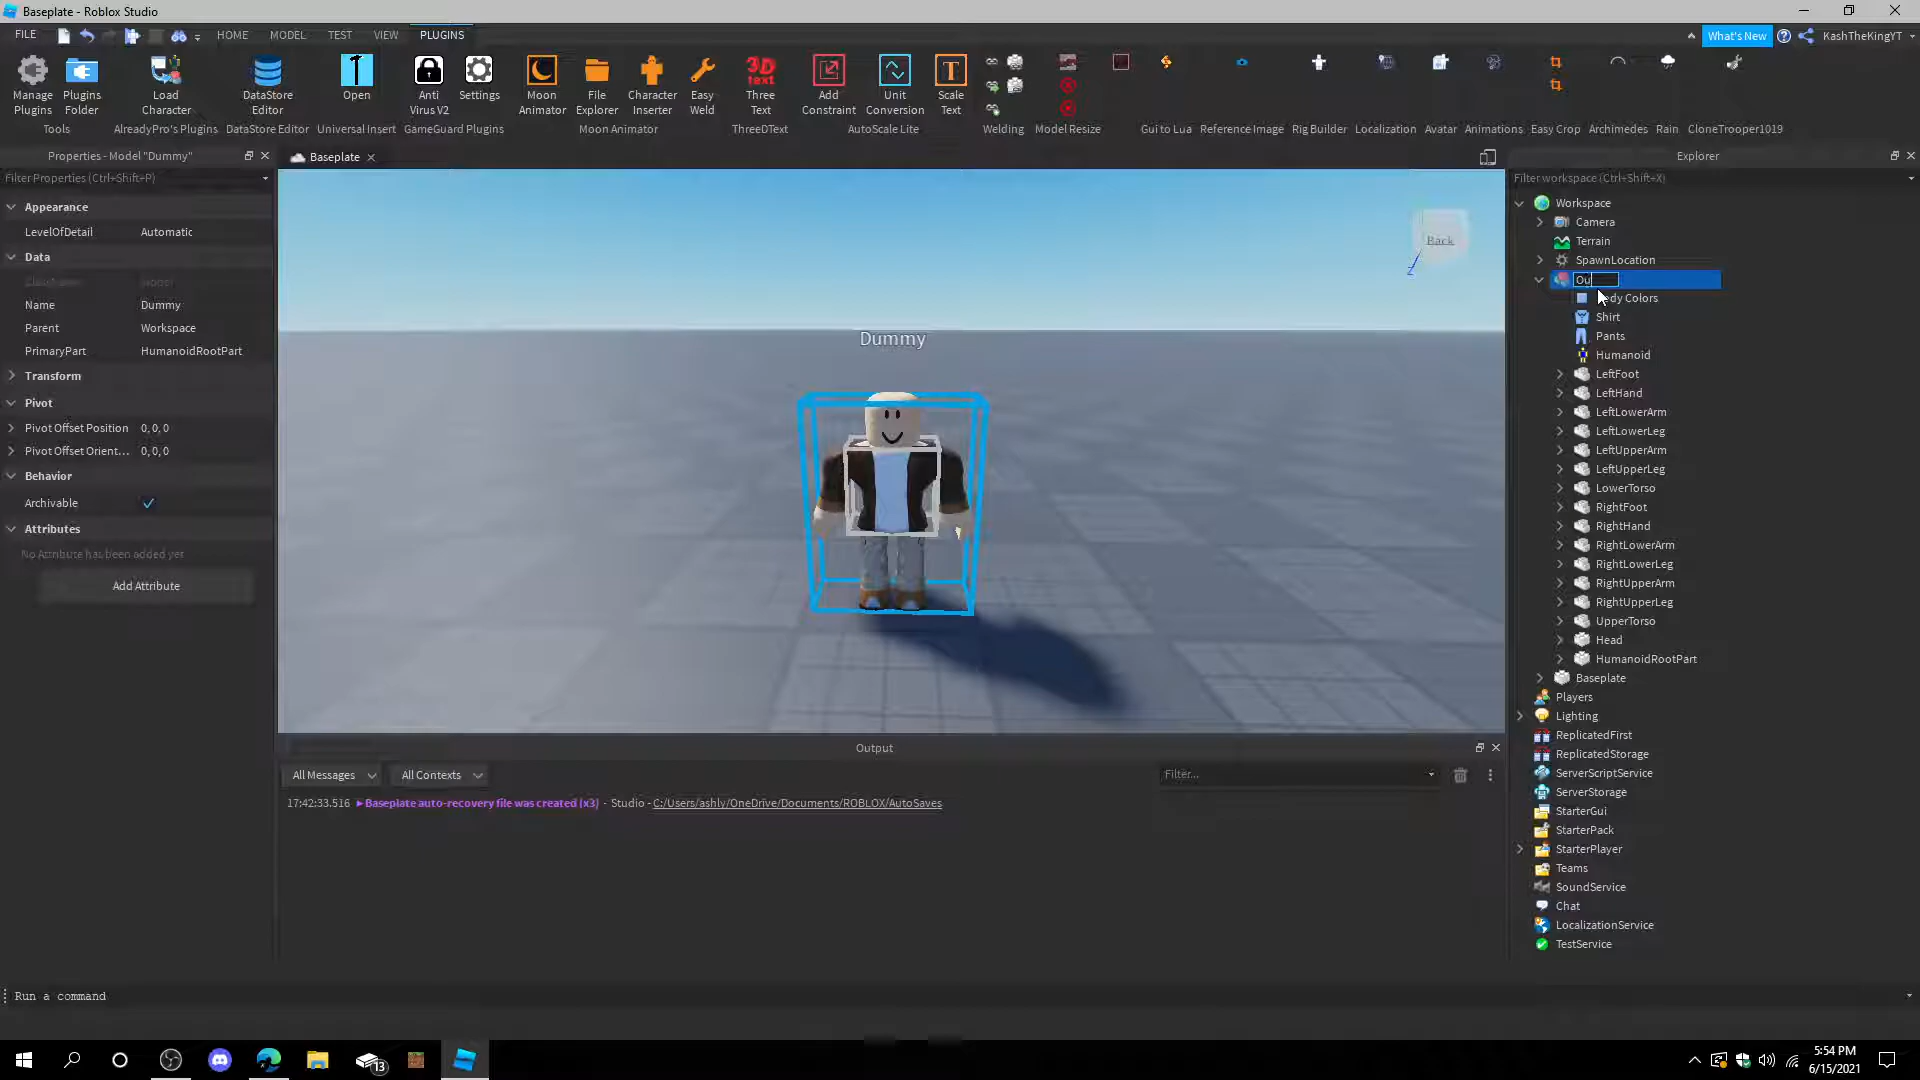 Baseplate - Roblox Studio
FILE HOME MODEL TEST VIEW PLUGINS What's New KashTheKingYT
Manage Plugins
Plugins Folder
Load Character
DataStore Editor
Open
Anti Virus V2
Settings
Moon Animator
File Explorer
Character Inserter
Easy Weld
3D text
Three Text
Add Constraint
Unit Conversion
T
Scale Text
Tools AlreadyPro's Plugins DataStore Editor Universal Insert GameGuard Plugins Moon Animator ThreeDText AutoScale Lite Welding Model Resize Gui to Lua Reference Image Rig Builder Localization Avatar Animations Easy Crop Archimedes Rain CloneTrooper1019
Properties - Model "Dummy"
Filter Properties (Ctrl+Shift+P)
Appearance
LevelOfDetail Automatic
Data
Name Dummy
Parent Workspace
PrimaryPart HumanoidRootPart
Transform
Pivot
Pivot Offset Position 0, 0, 0
Pivot Offset Orient... 0, 0, 0
Behavior
Archivable
Attributes
No Attribute has been added yet
Add Attribute
Baseplate
Back
Z
Dummy
Output
All Messages All Contexts Filter...
17:42:33.516 Baseplate auto-recovery file was created (x3) - Studio - C:/Users/ashly/OneDrive/Documents/ROBLOX/AutoSaves
Explorer
Filter workspace (Ctrl+Shift+X)
Workspace
Camera
Terrain
SpawnLocation
Ou
dy Colors
Shirt
Pants
Humanoid
LeftFoot
LeftHand
LeftLowerArm
LeftLowerLeg
LeftUpperArm
LeftUpperLeg
LowerTorso
RightFoot
RightHand
RightLowerArm
RightLowerLeg
RightUpperArm
RightUpperLeg
UpperTorso
Head
HumanoidRootPart
Baseplate
Players
Lighting
ReplicatedFirst
ReplicatedStorage
ServerScriptService
ServerStorage
StarterGui
StarterPack
StarterPlayer
Teams
SoundService
Chat
LocalizationService
TestService
Run a command
13
5:54 PM
6/15/2021